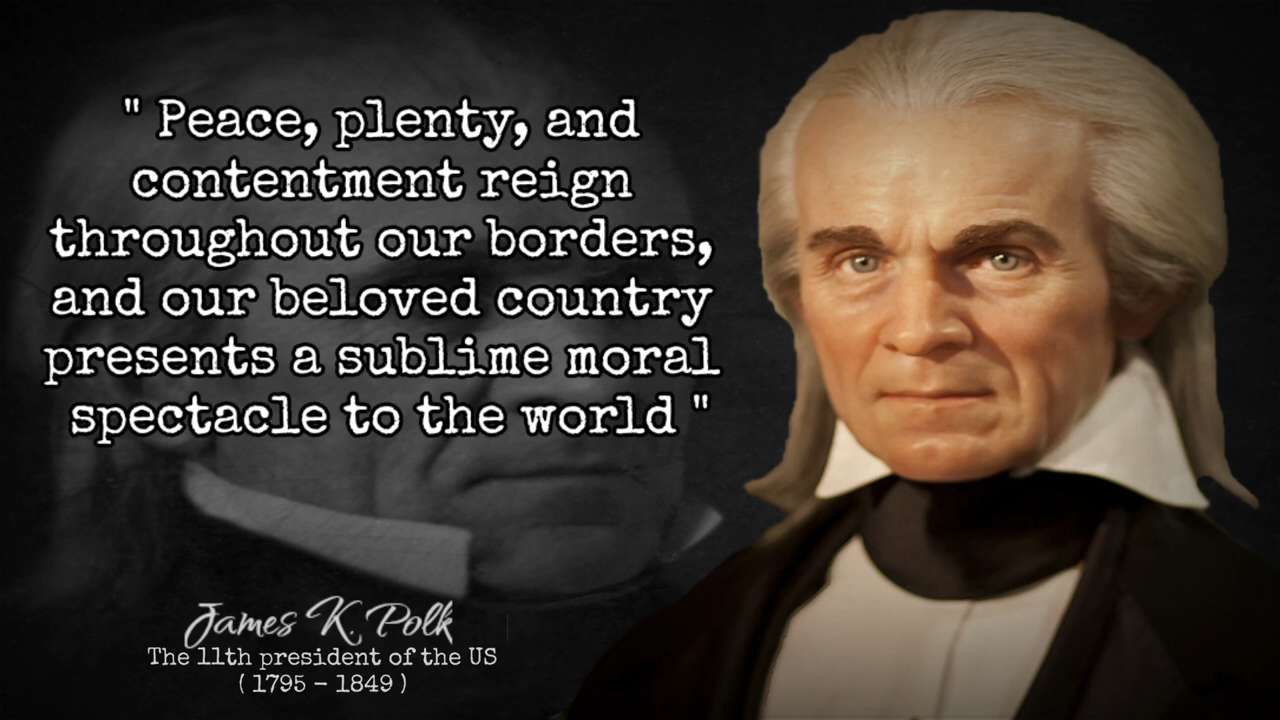 " Peace, plenty, and
contentment reign
throughout our borders,
and our beloved country
presents a sublime moral
spectacle to the world "
James K. Polk
The 11th president of the US
( 1795 – 1849 )